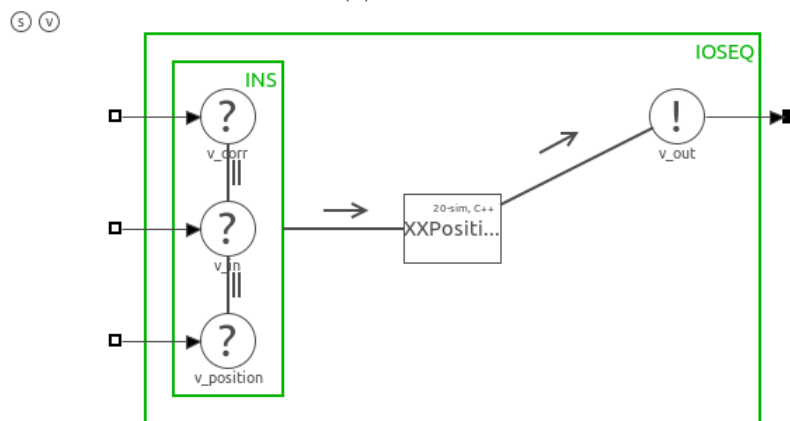 s v
IOSEQ
INS
?
v_corr
!
v_out
?
v_in
20-sim, C++
XXPositi...
?
v_position